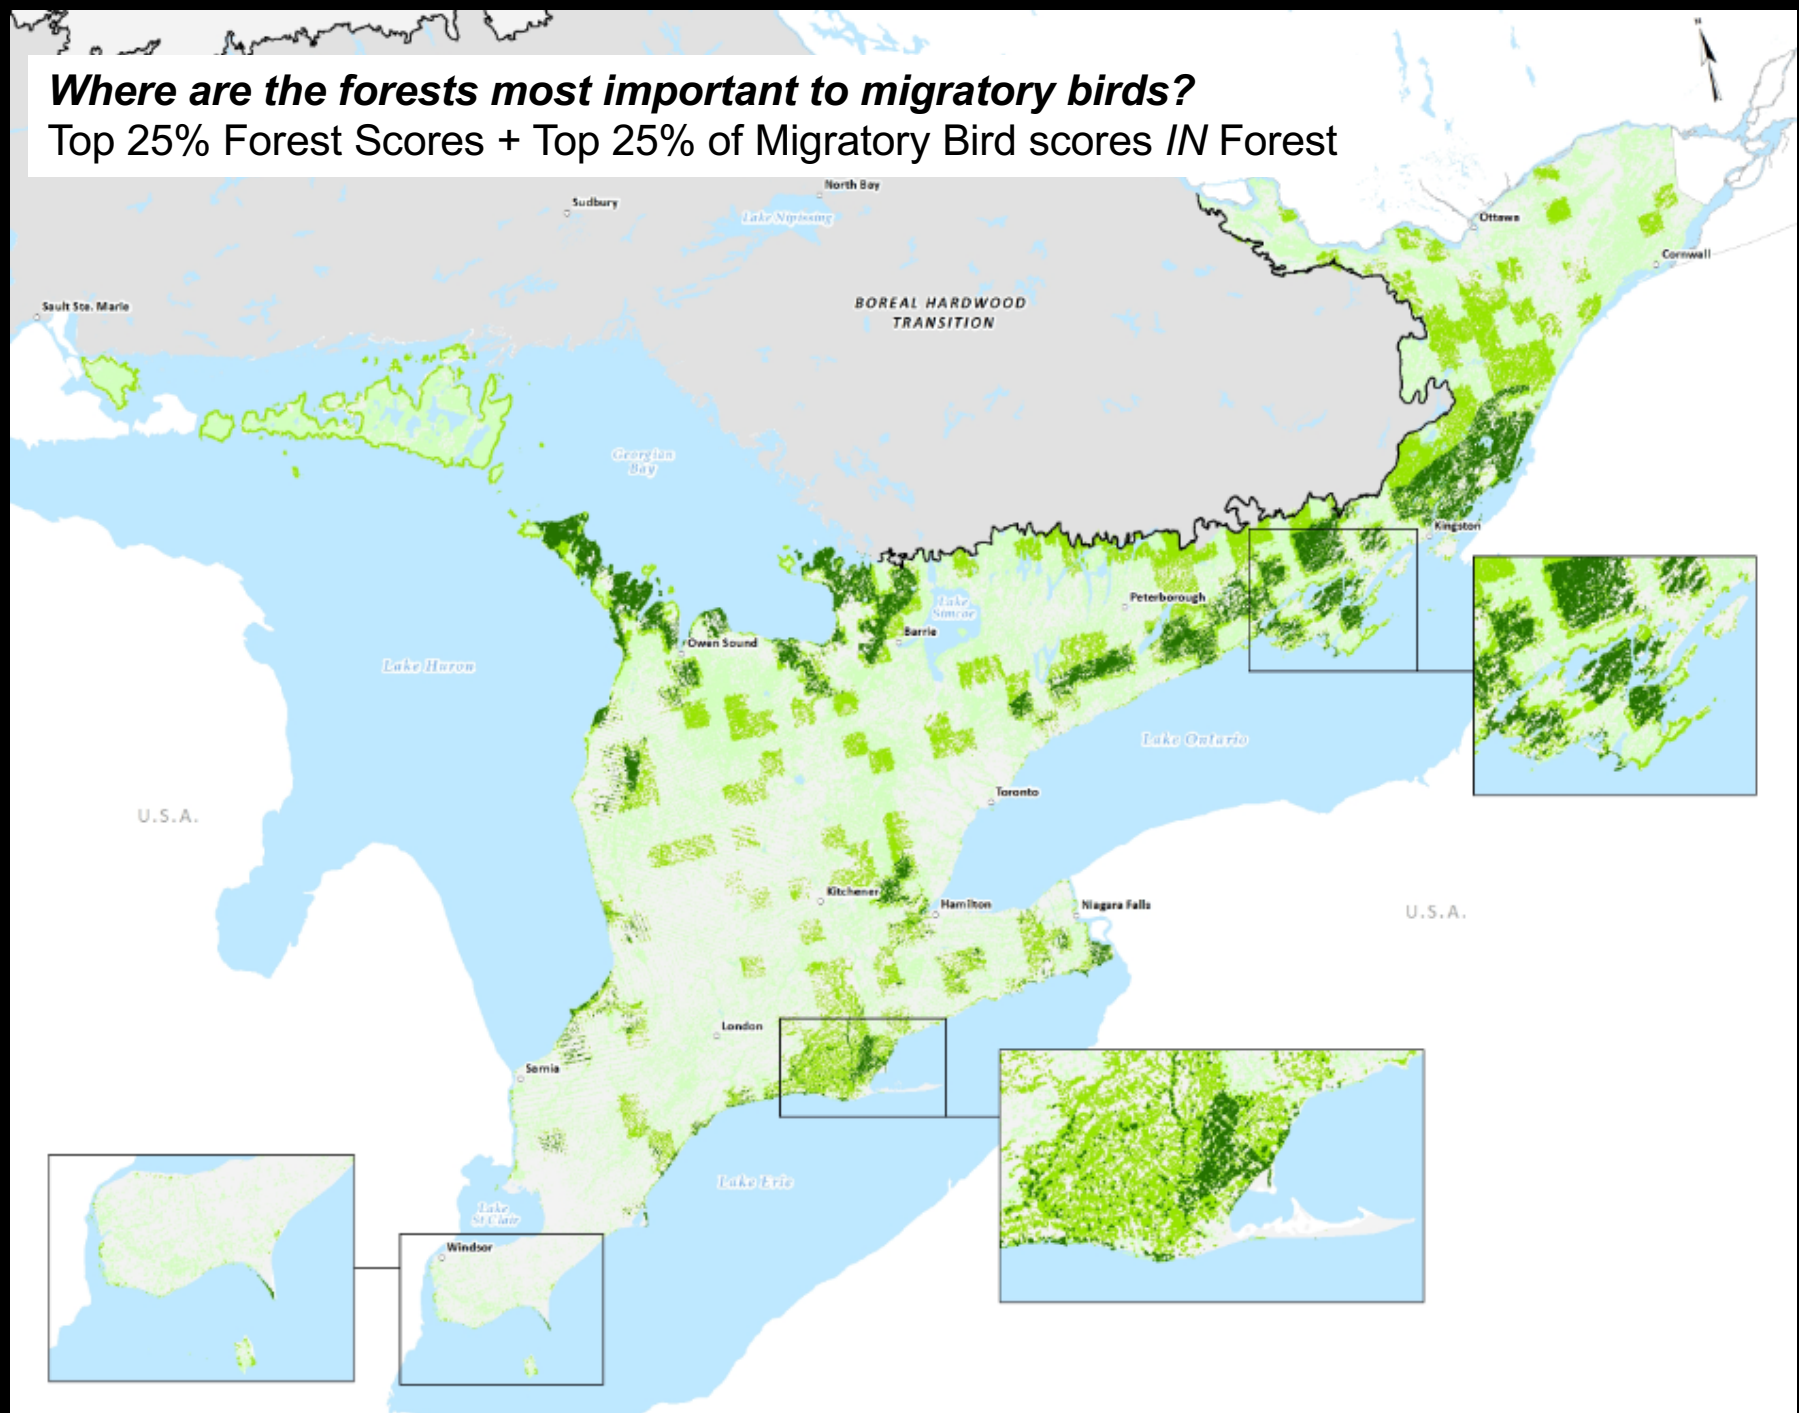 Where are the forests most important to migratory birds?
Top 25% Forest Scores + Top 25% of Migratory Bird scores IN Forest
N
North Bay
Sudbury
Lake Nipissing
Ottawa
Cornwall
Sault Ste. Marie
BOREAL HARDWOOD
TRANSITION
Georgian
Bay
Kingston
Peterborough
Lake
Simcoe
Barrie
Owen Sound
Lake Huron
Lake Ontario
Toronto
U.S.A.
Kitchener
Hamilton
Niagara Falls
U.S.A.
London
Sarnia
Lake Erie
Lake
St Clair
Windsor